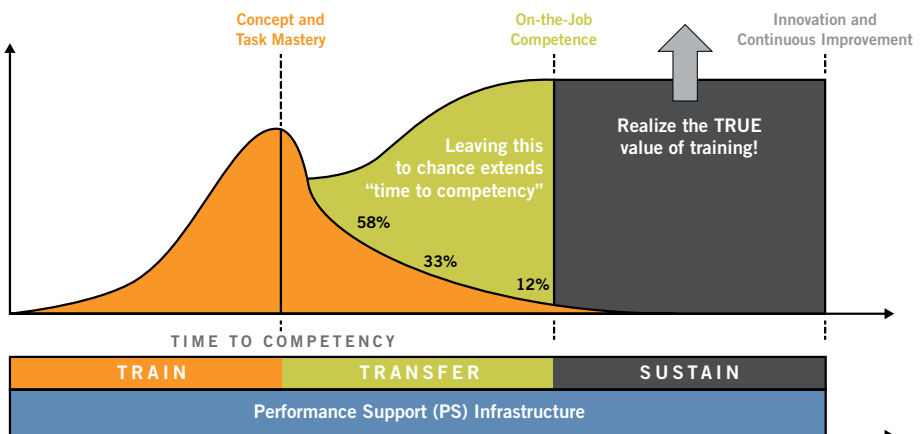 Concept and
Task Mastery
On-the-Job
Competence
Innovation and
Continuous Improvement
Leaving this
to chance extends
“time to competency”
Realize the TRUE
value of training!
58%
33%
12%
TIME TO COMPETENCY
TRAIN
TRANSFER
SUSTAIN
Performance Support (PS) Infrastructure